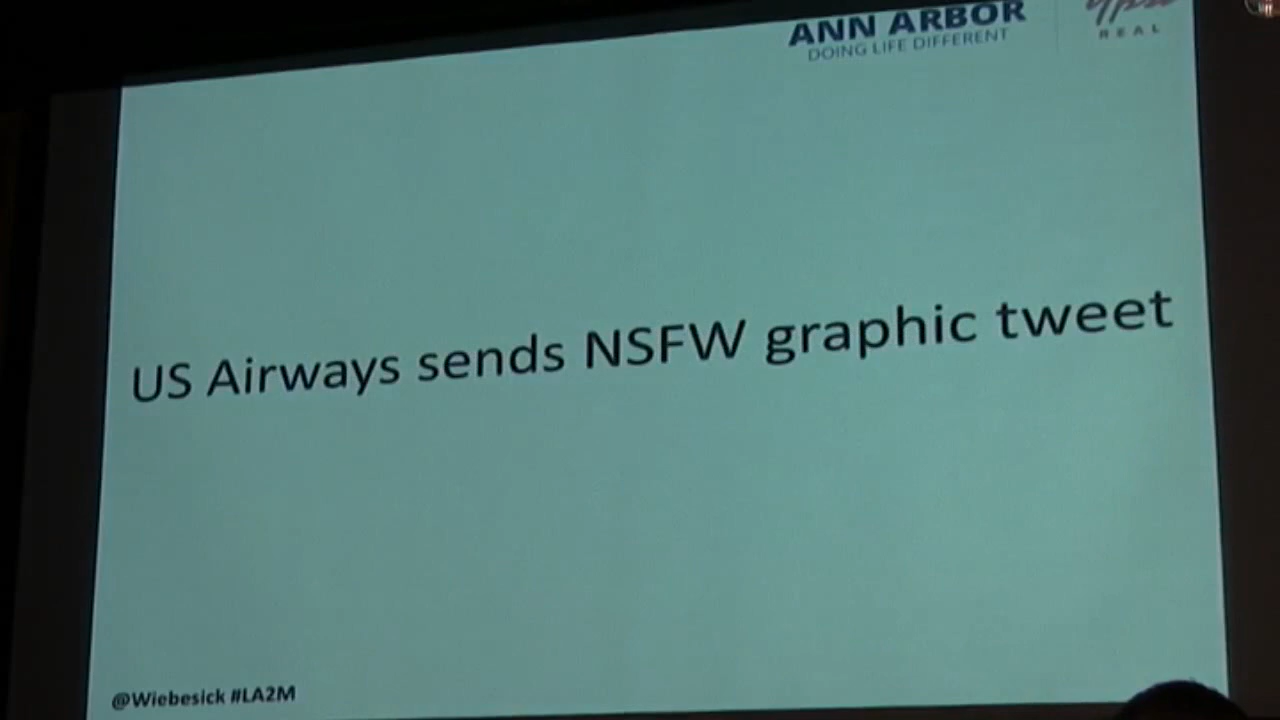 ANN ARBOR
DOING LIFE DIFFERENT
REAL
US Airways sends NSFW graphic tweet
@Wiebesick #LA2M